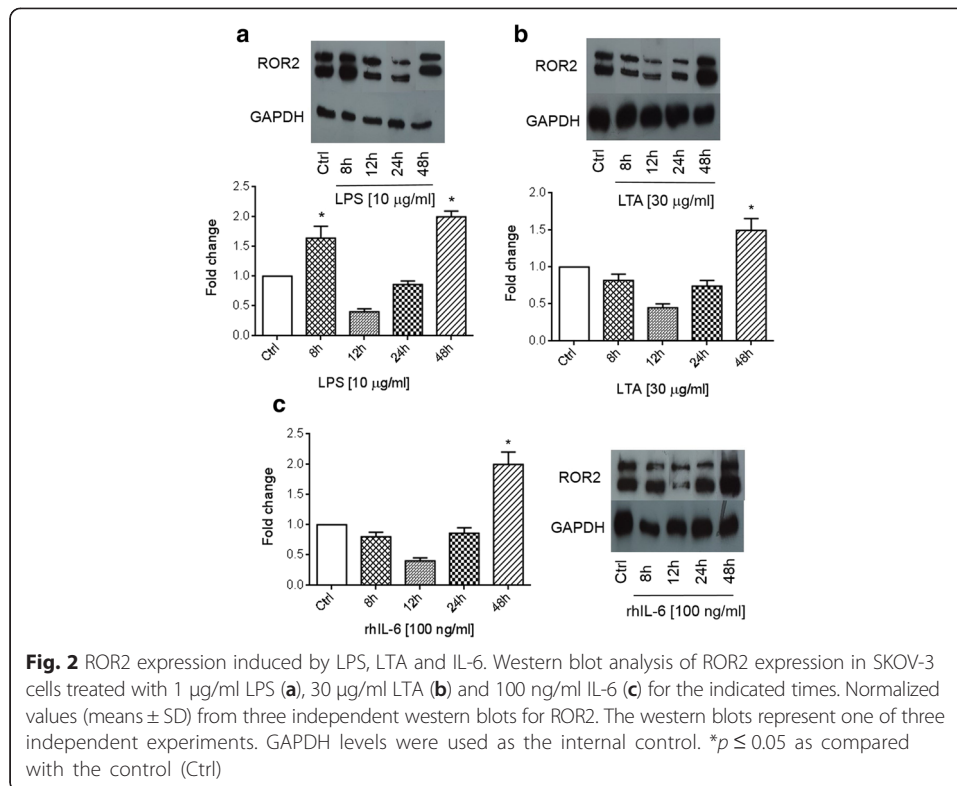 a
ROR2
GAPDH
Ctrl
8h
12h
24h
48h
LPS [10 µg/ml]
Fold change
2.5
2.0
1.5
1.0
0.5
0.0
*
*
Ctrl
8h
12h
24h
48h
LPS [10 µg/ml]
b
ROR2
GAPDH
Ctrl
8h
12h
24h
48h
LTA [30 µg/ml]
Fold change
2.0
1.5
1.0
0.5
0.0
*
Ctrl
8h
12h
24h
48h
LTA [30 µg/ml]
c
Fold change
2.5
2.0
1.5
1.0
0.5
0.0
*
Ctrl
8h
12h
24h
48h
rhIL-6 [100 ng/ml]
ROR2
GAPDH
Ctrl
8h
12h
24h
48h
rhIL-6 [100 ng/ml]
Fig. 2 ROR2 expression induced by LPS, LTA and IL-6. Western blot analysis of ROR2 expression in SKOV-3
cells treated with 1 µg/ml LPS (a), 30 µg/ml LTA (b) and 100 ng/ml IL-6 (c) for the indicated times. Normalized
values (means ± SD) from three independent western blots for ROR2. The western blots represent one of three
independent experiments. GAPDH levels were used as the internal control. *p ≤ 0.05 as compared
with the control (Ctrl)